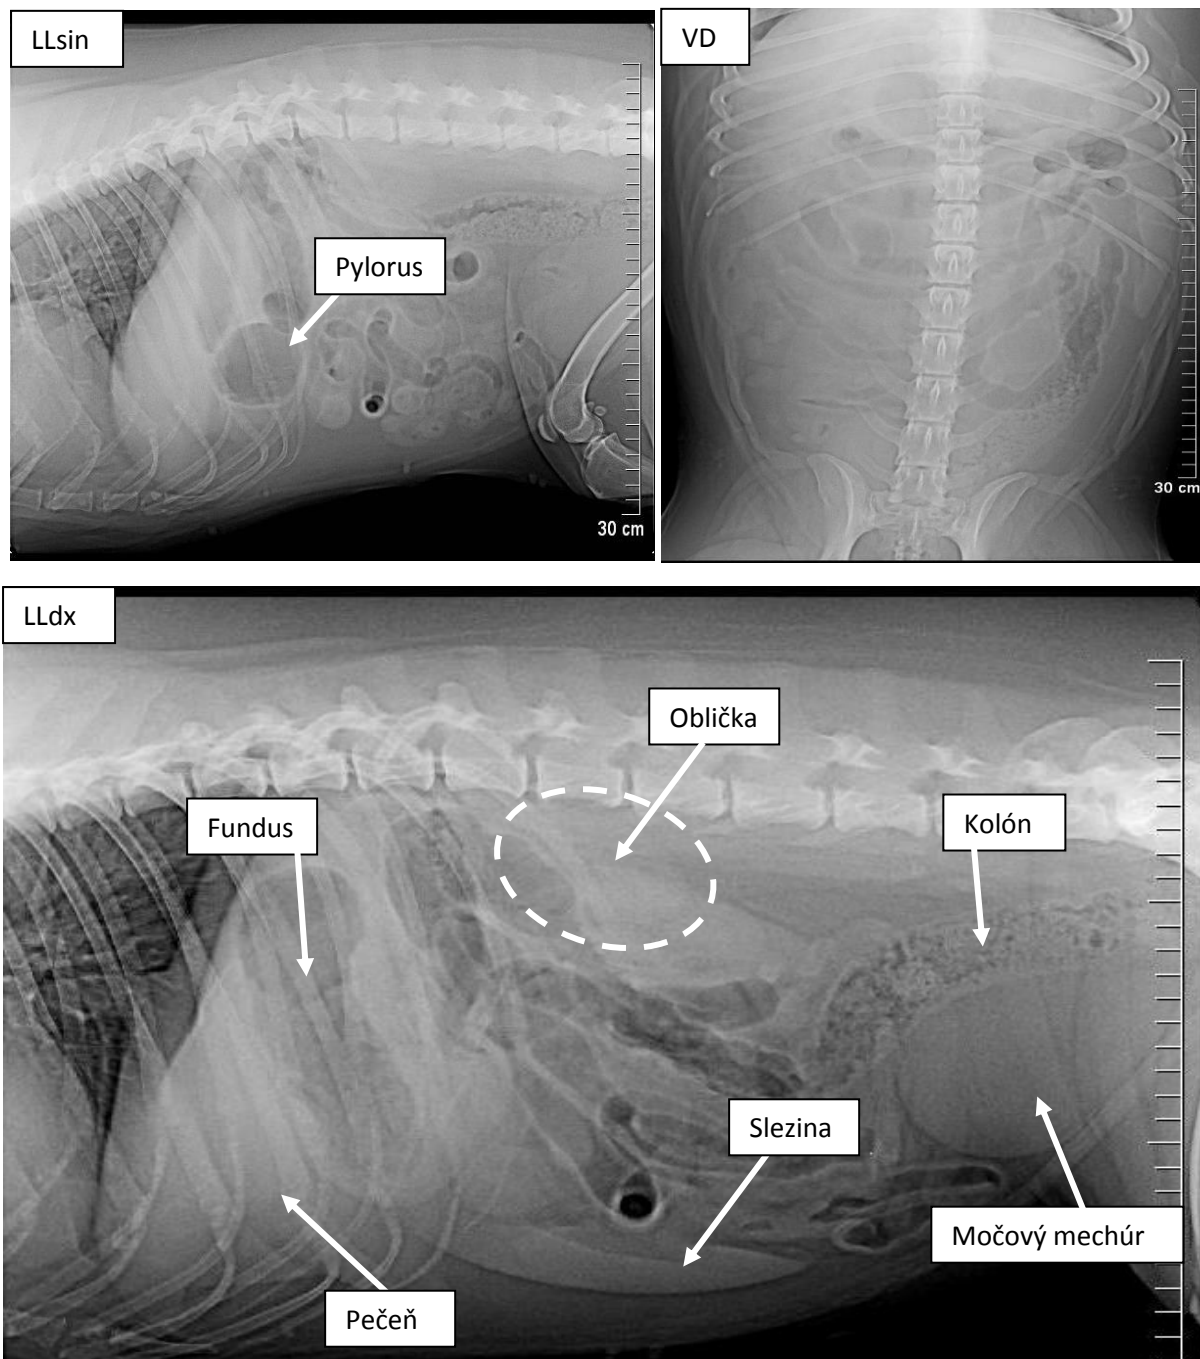 LLsin
VD
Pylorus
30 cm
30 cm
LLdx
Oblička
Fundus
Kolón
Slezina
Močový mechúr
Pečeň